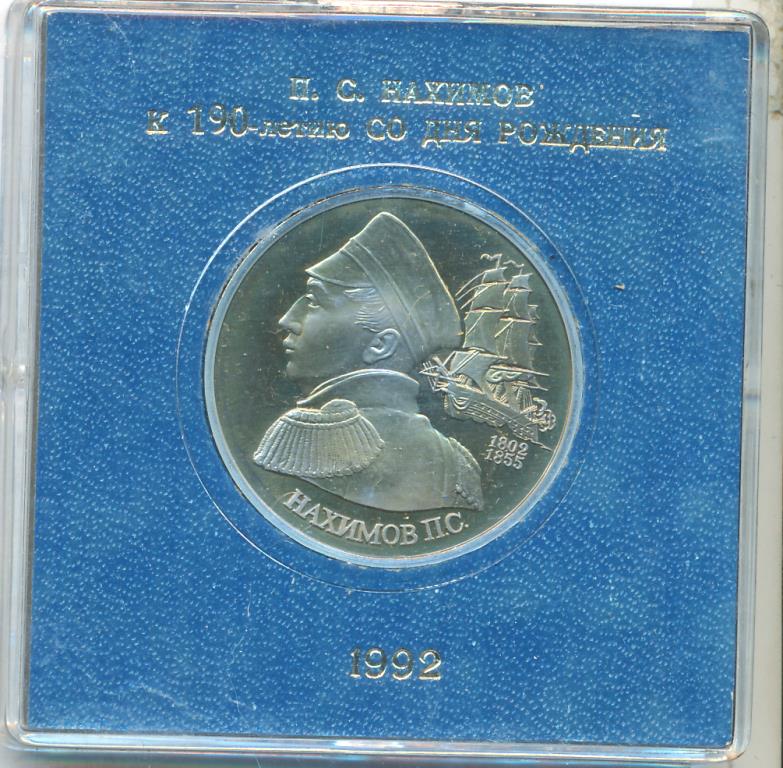 П. С. НАХИМОВ
К 190-летию СО ДНЯ РОЖДЕНИЯ
1802
1855
НАХИМОВ П.С.
1992